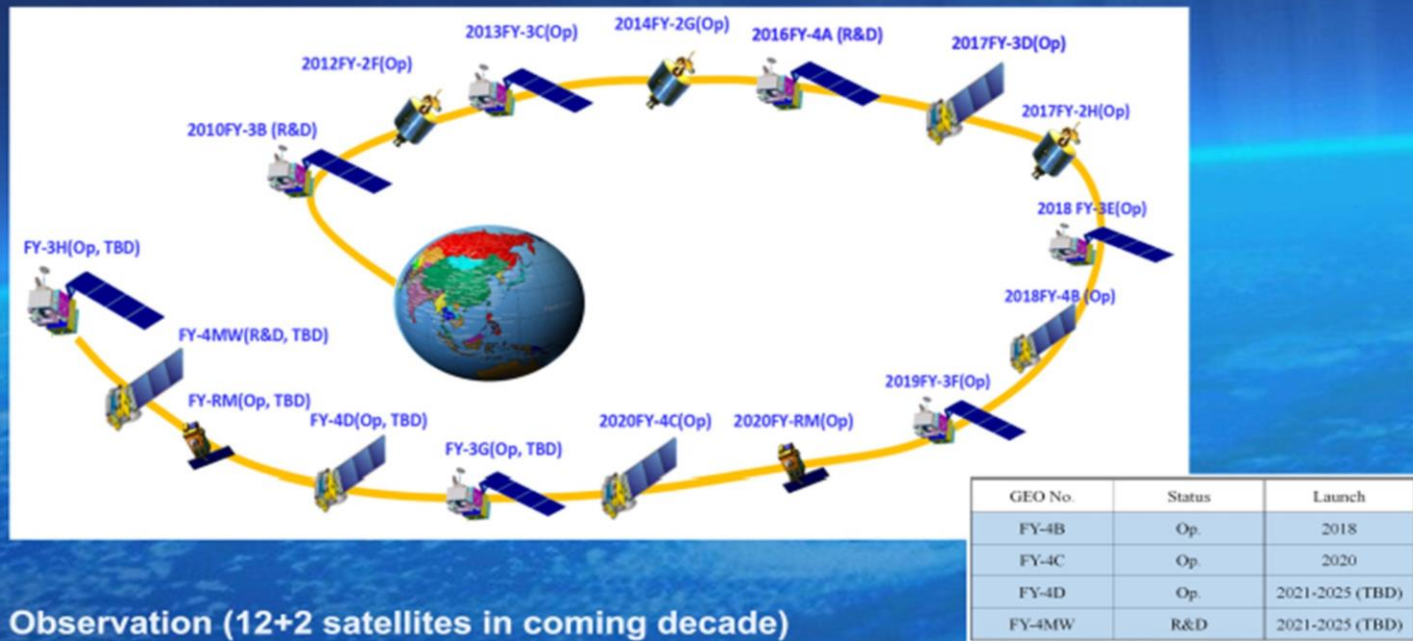 2010FY-3B (R&D)
2012FY-2F(Op)
2013FY-3C(Op)
2014FY-2G(Op)
2016FY-4A (R&D)
2017FY-3D(Op)
2017FY-2H(Op)
2018 FY-3E(Op)
2018FY-4B (Op)
2019FY-3F(Op)
2020FY-RM(Op)
2020FY-4C(Op)
FY-3G(Op, TBD)
FY-4D(Op, TBD)
FY-RM(Op, TBD)
FY-4MW(R&D, TBD)
FY-3H(Op, TBD)
GEO No. Status Launch
FY-4B Op. 2018
FY-4C Op. 2020
FY-4D Op. 2021-2025 (TBD)
FY-4MW R&D 2021-2025 (TBD)
Observation (12+2 satellites in coming decade)